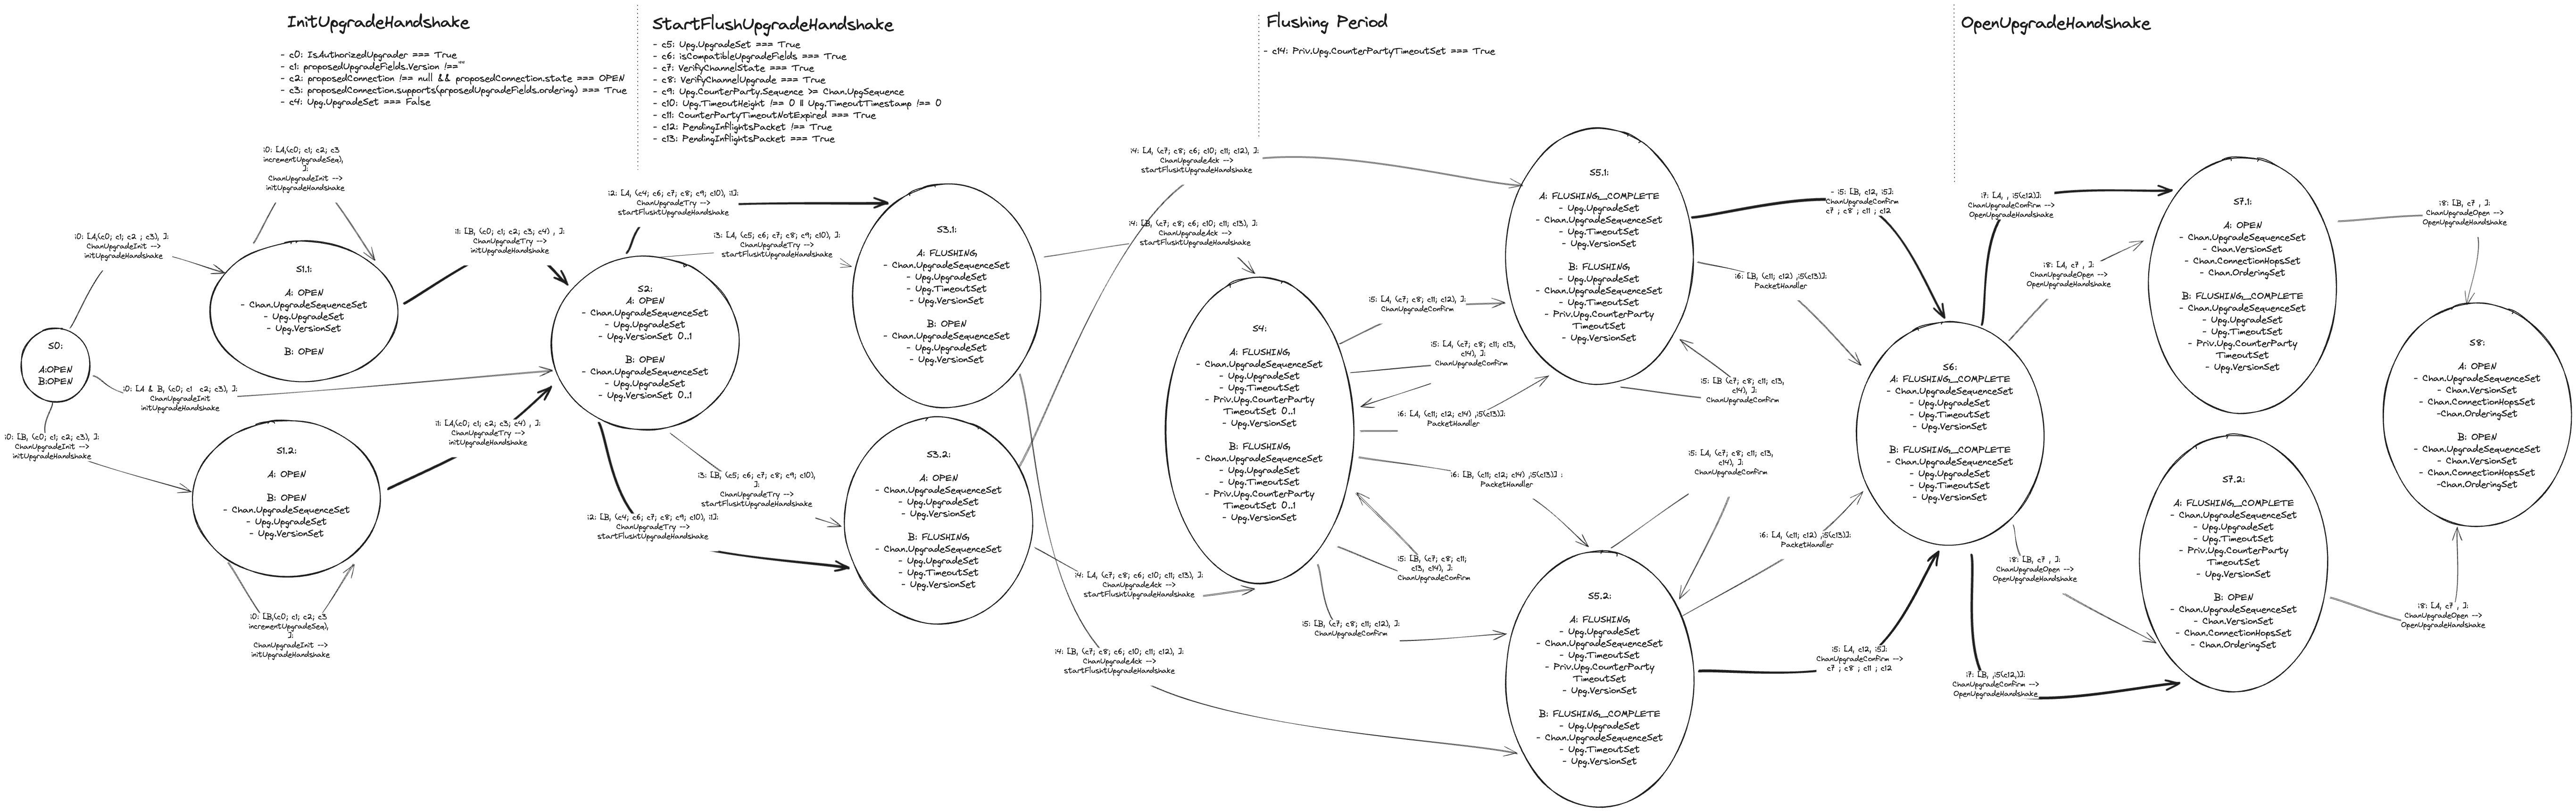 InitUpgradeHandshake
- c0: IsAuthorizedUpgrader === True
- c1: proposedUpgradeFields.Version !==""
- c2: proposedConnection !== null && proposedConnection.state === OPEN
- c3: proposedConnection.supports(prposedUpgradeFields.ordering) === True
- c4: Upg.UpgradeSet === False
StartFlushUpgradeHandshake
- c5: Upg.UpgradeSet === True
- c6: isCompatibleUpgradeFields === True
- c7: VerifyChannelState === True
- c8: VerifyChannelUpgrade === True
- c9: Upg.CounterParty.Sequence >= Chan.UpgSequence
- c10: Upg.TimeoutHeight !== 0 || Upg.TimeoutTimestamp !== 0
- c11: CounterPartyTimeoutNotExpired === True
- c12: PendingInflightsPacket !== True
- c13: PendingInflightsPacket === True
Flushing Period
- c14: Priv.Upg.CounterPartyTimeoutSet === True
OpenUpgradeHandshake
S0:
A:OPEN
B:OPEN
i0: [A,(c0; c1; c2; c3
incrementUpgradeSeq),
]:
ChanUpgradeInit -->
initUpgradeHandshake
i0: [A,(c0; c1; c2 ; c3), ]:
ChanUpgradeInit -->
initUpgradeHandshake
i0: [A & B, (c0; c1 c2; c3), ]:
ChanUpgradeInit
initUpgradeHandshake
i0: [B, (c0; c1; c2; c3), ]:
ChanUpgradeInit -->
initUpgradeHandshake
S1.1:
A: OPEN
- Chan.UpgradeSequenceSet
- Upg.UpgradeSet
- Upg.VersionSet
B: OPEN
S1.2:
A: OPEN
B: OPEN
- Chan.UpgradeSequenceSet
- Upg.UpgradeSet
- Upg.VersionSet
i0: [B,(c0; c1; c2; c3
incrementUpgradeSeq),
]:
ChanUpgradeInit -->
initUpgradeHandshake
i1: [B, (c0; c1; c2; c3; c4) , ]:
ChanUpgradeTry -->
initUpgradeHandshake
i1: [A,(c0; c1; c2; c3; c4) , ]:
ChanUpgradeTry -->
initUpgradeHandshake
S2:
A: OPEN
- Chan.UpgradeSequenceSet
- Upg.UpgradeSet
- Upg.VersionSet 0..1
B: OPEN
- Chan.UpgradeSequenceSet
- Upg.UpgradeSet
- Upg.VersionSet 0..1
i2: [A, (c4; c6; c7; c8; c9; c10), i1]:
ChanUpgradeTry -->
startFlushtUpgradeHandshake
i3: [A, (c5; c6; c7; c8; c9; c10), ]:
ChanUpgradeTry -->
startFlushtUpgradeHandshake
i3: [B, (c5; c6; c7; c8; c9; c10),
]:
ChanUpgradeTry -->
startFlushtUpgradeHandshake
i2: [B, (c4; c6; c7; c8; c9; c10), i1]:
ChanUpgradeTry -->
startFlushtUpgradeHandshake
S3.1:
A: FLUSHING
- Chan.UpgradeSequenceSet
- Upg.UpgradeSet
- Upg.TimeoutSet
- Upg.VersionSet
B: OPEN
- Chan.UpgradeSequenceSet
- Upg.UpgradeSet
- Upg.VersionSet
S3.2:
A: OPEN
- Chan.UpgradeSequenceSet
- Upg.UpgradeSet
- Upg.VersionSet
B: FLUSHING
- Chan.UpgradeSequenceSet
- Upg.UpgradeSet
- Upg.TimeoutSet
- Upg.VersionSet
i4: [A, (c7; c8; c6; c10; c11; c12), ]:
ChanUpgradeAck -->
startFlushtUpgradeHandshake
i4: [B, (c7; c8; c6; c10; c11; c13), ]:
ChanUpgradeAck -->
startFlushtUpgradeHandshake
i4: [A, (c7; c8; c6; c10; c11; c13), ]:
ChanUpgradeAck -->
startFlushtUpgradeHandshake
i4: [B, (c7; c8; c6; c10; c11; c12), ]:
ChanUpgradeAck -->
startFlushtUpgradeHandshake
S4:
A: FLUSHING
- Chan.UpgradeSequenceSet
- Upg.UpgradeSet
- Upg.TimeoutSet
- Priv.Upg.CounterParty
TimeoutSet 0..1
- Upg.VersionSet
B: FLUSHING
- Chan.UpgradeSequenceSet
- Upg.UpgradeSet
- Upg.TimeoutSet
- Priv.Upg.CounterParty
TimeoutSet 0..1
- Upg.VersionSet
i5: [A, (c7; c8; c11; c12), ]:
ChanUpgradeConfirm
i5: [A, (c7; c8; c11; c13,
c14), ]:
ChanUpgradeConfirm
i6: [A, (c11; c12; c14) ,i5(c13)]:
PacketHandler
i6: [B, (c11; c12; c14) ,i5(c13)] :
PacketHandler
i5: [B, (c7; c8; c11;
c13, c14), ]:
ChanUpgradeConfirm
i5: [B, (c7; c8; c11; c12), ]:
ChanUpgradeConfirm
S5.1:
A: FLUSHING_COMPLETE
- Upg.UpgradeSet
- Chan.UpgradeSequenceSet
- Upg.TimeoutSet
- Upg.VersionSet
B: FLUSHING
- Upg.UpgradeSet
- Chan.UpgradeSequenceSet
- Upg.TimeoutSet
- Priv.Upg.CounterParty
TimeoutSet
- Upg.VersionSet
S5.2:
A: FLUSHING
- Upg.UpgradeSet
- Chan.UpgradeSequenceSet
- Upg.TimeoutSet
- Priv.Upg.CounterParty
TimeoutSet
- Upg.VersionSet
B: FLUSHING_COMPLETE
- Upg.UpgradeSet
- Chan.UpgradeSequenceSet
- Upg.TimeoutSet
- Upg.VersionSet
- i5: [B, c12, i5]:
ChanUpgradeConfirm
c7 ; c8 ; c11 ; c12
i6: [B, (c11; c12) ,i5(c13)]:
PacketHandler
i5: [B (c7; c8; c11; c13,
c14), ]:
ChanUpgradeConfirm
i5: [A, (c7; c8; c11; c13,
c14), ]:
ChanUpgradeConfirm
i6: [A, (c11; c12) ,i5(c13)]:
PacketHandler
i5: [A, c12, i5]:
ChanUpgradeConfirm -->
c7 ; c8 ; c11 ; c12
S6:
A: FLUSHING_COMPLETE
- Chan.UpgradeSequenceSet
- Upg.UpgradeSet
- Upg.TimeoutSet
- Upg.VersionSet
B: FLUSHING_COMPLETE
- Chan.UpgradeSequenceSet
- Upg.UpgradeSet
- Upg.TimeoutSet
- Upg.VersionSet
i7: [A, , i5(c12)]:
ChanUpgradeConfirm -->
OpenUpgradeHandshake
i8: [A, c7 , ]:
ChanUpgradeOpen -->
OpenUpgradeHandshake
i8: [B, c7 , ]:
ChanUpgradeOpen -->
OpenUpgradeHandshake
i7: [B, ,i5(c12,)]:
ChanUpgradeConfirm -->
OpenUpgradeHandshake
S7.1:
A: OPEN
- Chan.UpgradeSequenceSet
- Chan.VersionSet
- Chan.ConnectionHopsSet
- Chan.OrderingSet
B: FLUSHING_COMPLETE
- Chan.UpgradeSequenceSet
- Upg.UpgradeSet
- Upg.TimeoutSet
- Priv.Upg.CounterParty
TimeoutSet
- Upg.VersionSet
S7.2:
A: FLUSHING_COMPLETE
- Chan.UpgradeSequenceSet
- Upg.UpgradeSet
- Upg.TimeoutSet
- Priv.Upg.CounterParty
TimeoutSet
- Upg.VersionSet
B: OPEN
- Chan.UpgradeSequenceSet
- Chan.VersionSet
- Chan.ConnectionHopsSet
- Chan.OrderingSet
i8: [B, c7 , ]:
ChanUpgradeOpen -->
OpenUpgradeHandshake
i8: [A, c7 , ]:
ChanUpgradeOpen -->
OpenUpgradeHandshake
S8:
A: OPEN
- Chan.UpgradeSequenceSet
- Chan.VersionSet
- Chan.ConnectionHopsSet
-Chan.OrderingSet
B: OPEN
- Chan.UpgradeSequenceSet
- Chan.VersionSet
- Chan.ConnectionHopsSet
-Chan.OrderingSet